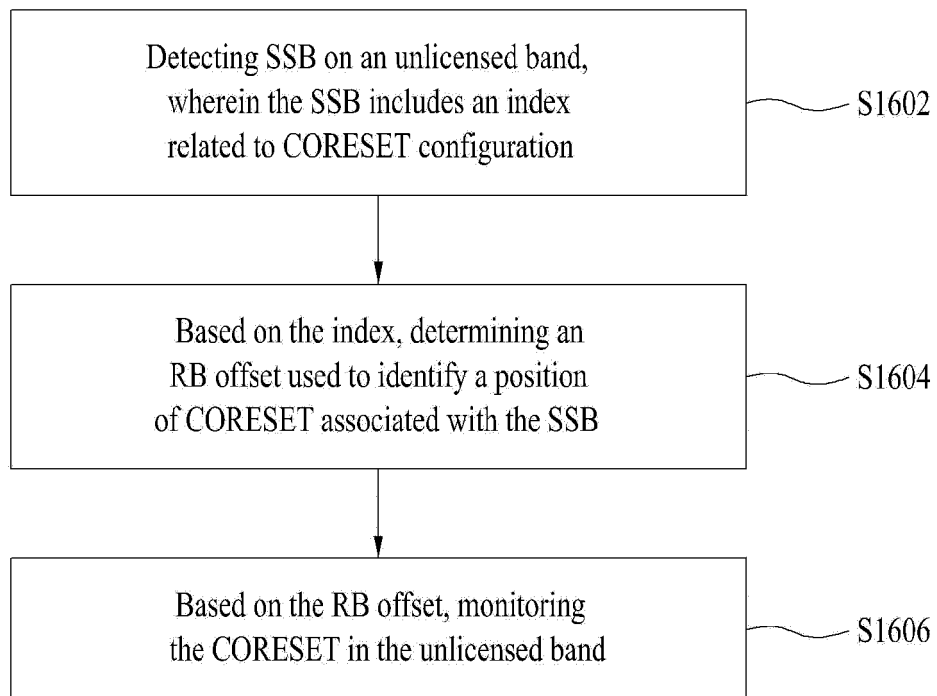 Detecting SSB on an unlicensed band,
wherein the SSB includes an index
related to CORESET configuration
S1602
Based on the index, determining an
RB offset used to identify a position
of CORESET associated with the SSB
S1604
Based on the RB offset, monitoring
the CORESET in the unlicensed band
S1606